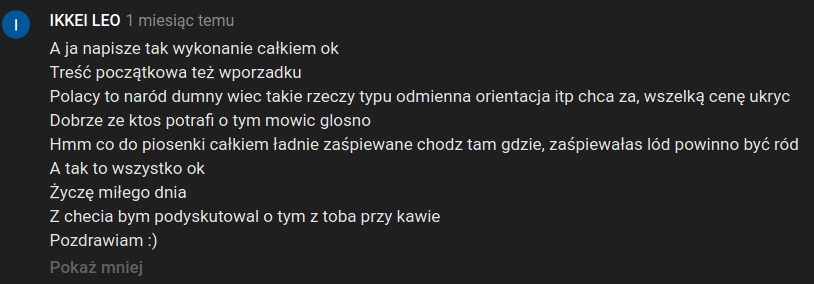 I
IKKEI LEO 1 miesiąc temu
A ja napisze tak wykonanie całkiem ok
Treść początkowa też wporzadku
Polacy to naród dumny wiec takie rzeczy typu odmienna orientacja itp chca za, wszelką cenę ukryc
Dobrze ze ktos potrafi o tym mowic glosno
Hmm co do piosenki całkiem ładnie zaśpiewane chodz tam gdzie, zaśpiewałas lód powinno być ród
A tak to wszystko ok
Życzę miłego dnia
Z checia bym podyskutowal o tym z toba przy kawie
Pozdrawiam :)
Pokaż mniej